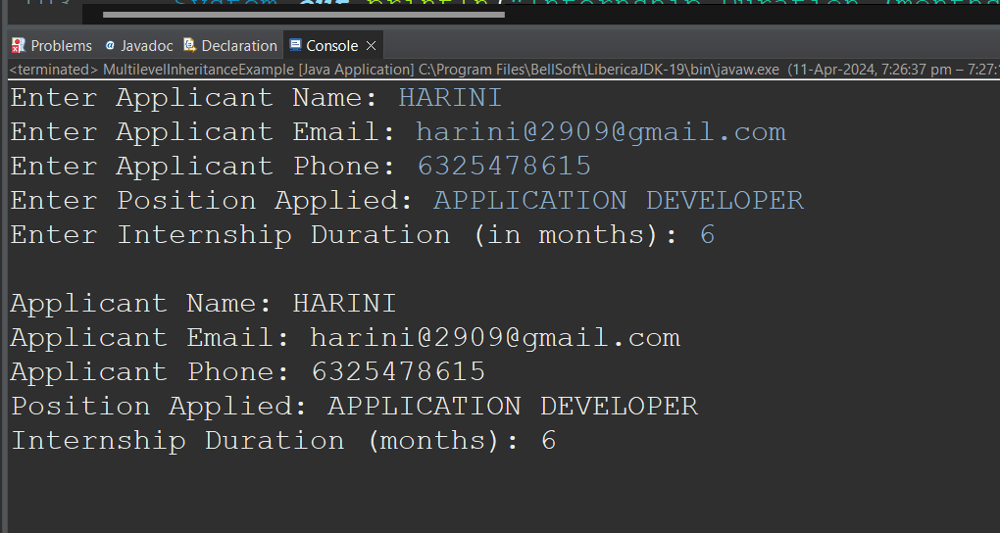 Problems @ Javadoc Declaration Console
<terminated> MultilevelInheritanceExample [Java Application] C:\Program Files\BellSoft\LibericaJDK-19\bin\javaw.exe (11-Apr-2024, 7:26:37 pm – 7:27:
Enter Applicant Name: HARINI
Enter Applicant Email: harini@2909@gmail.com
Enter Applicant Phone: 6325478615
Enter Position Applied: APPLICATION DEVELOPER
Enter Internship Duration (in months): 6
Applicant Name: HARINI
Applicant Email: harini@2909@gmail.com
Applicant Phone: 6325478615
Position Applied: APPLICATION DEVELOPER
Internship Duration (months): 6